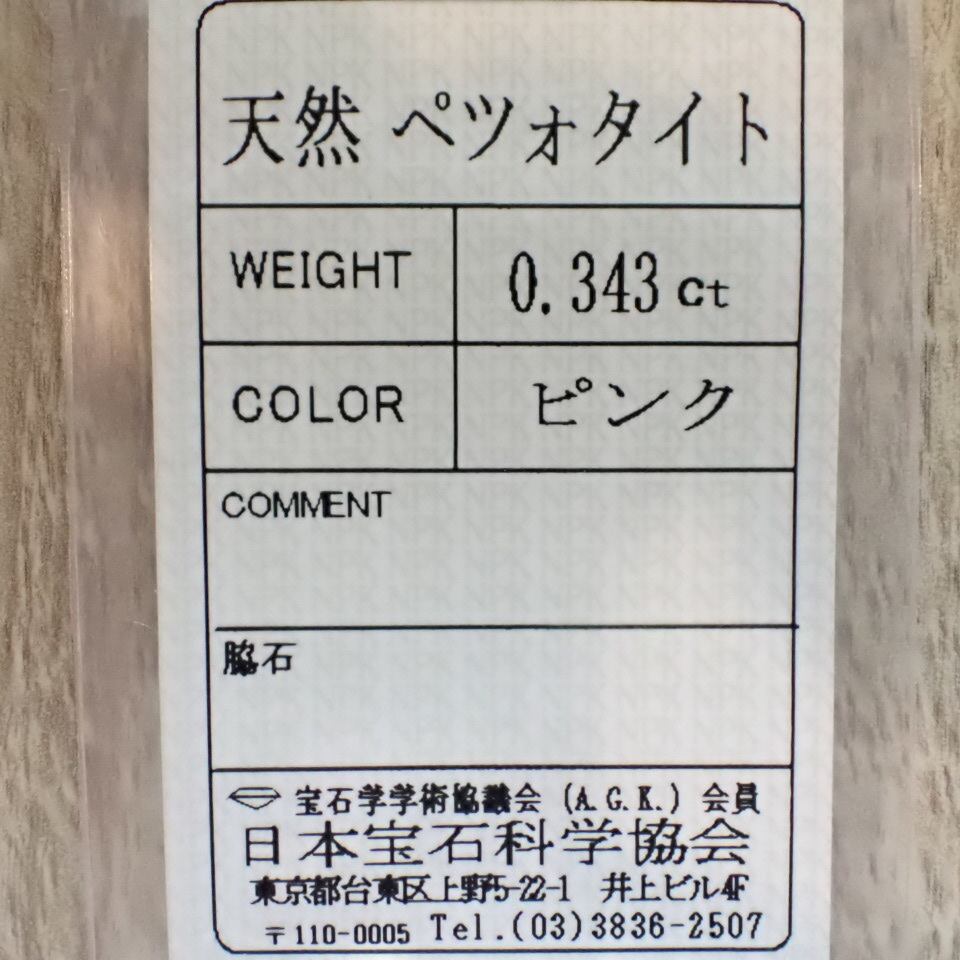 天然 ペツォタイト
WEIGHT 0.343 ct
COLOR ピンク
COMMENT
脇石
宝石学学術協議会 (A.G.K.) 会員
日本宝石科学協会
東京都台東区上野5-22-1 井上ビル4F
〒110-0005 Tel.(03)3836-2507